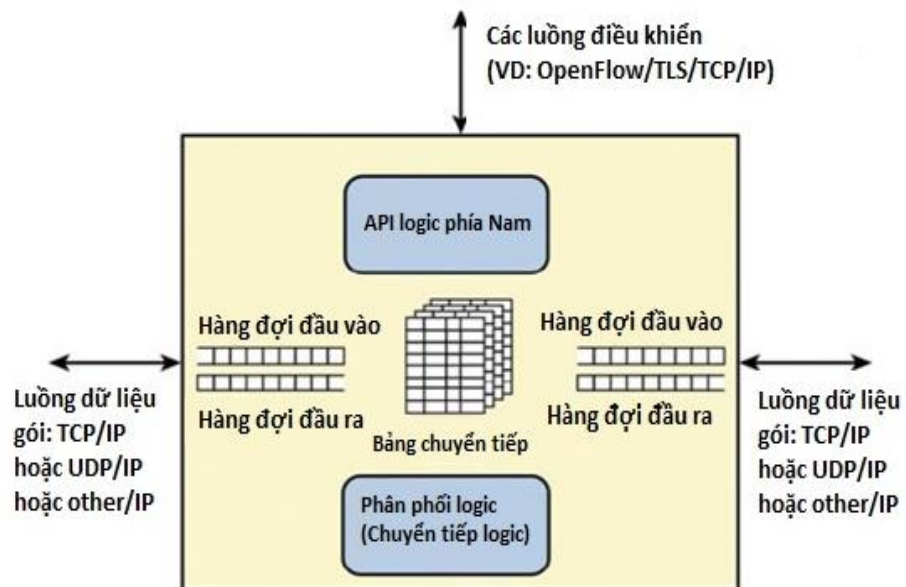 Các luồng điều khiển
(VD: OpenFlow/TLS/TCP/IP)
API logic phía Nam
Hàng đợi đầu vào
Hàng đợi đầu vào
Hàng đợi đầu ra
Hàng đợi đầu ra
Bảng chuyển tiếp
Luồng dữ liệu
gói: TCP/IP
hoặc UDP/IP
hoặc other/IP
Luồng dữ liệu
gói: TCP/IP
hoặc UDP/IP
hoặc other/IP
Phân phối logic
(Chuyển tiếp logic)